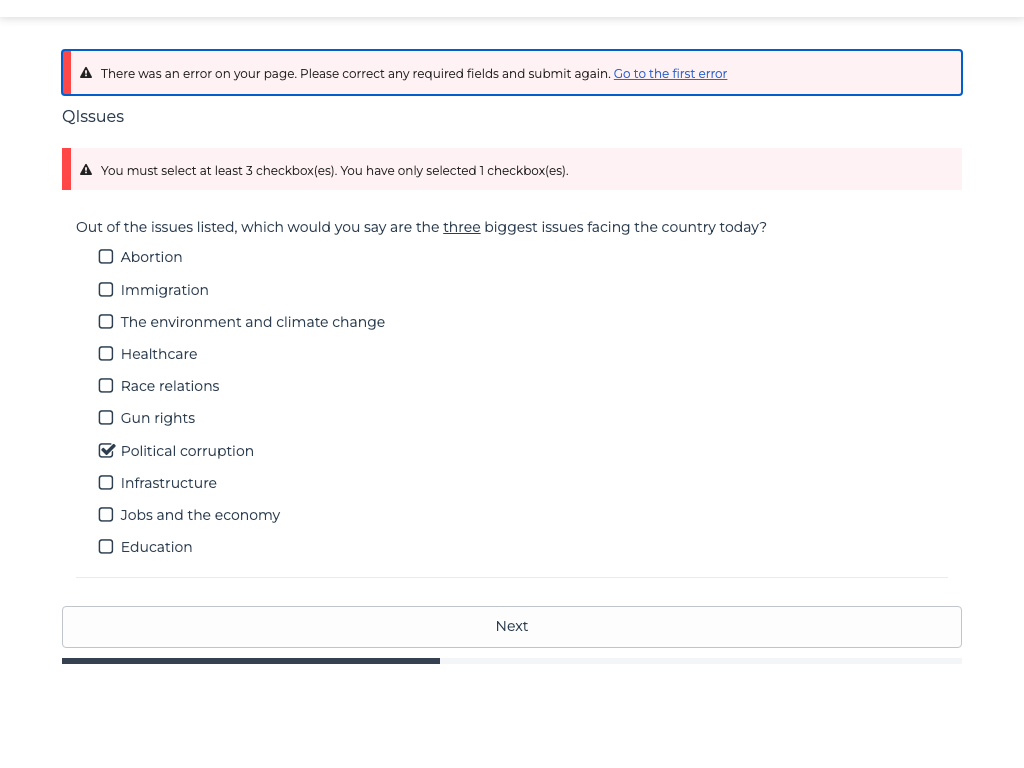 There was an error on your page. Please correct any required fields and submit again. Go to the first error
QIssues
You must select at least 3 checkbox(es). You have only selected 1 checkbox(es).
Out of the issues listed, which would you say are the three biggest issues facing the country today?
Abortion
Immigration
The environment and climate change
Healthcare
Race relations
Gun rights
Political corruption
Infrastructure
Jobs and the economy
Education
Next